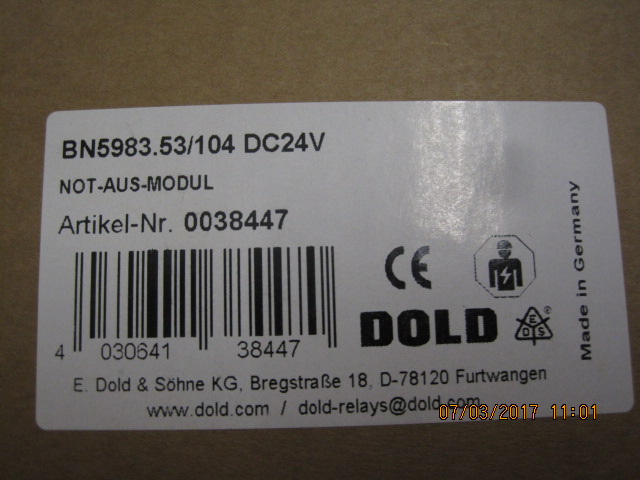 BN5983.53/104 DC24V
NOT-AUS-MODUL
Artikel-Nr. 0038447
4 030641 38447
CE
DOLD
EDS
Made in Germany
E. Dold & Söhne KG, Bregstraße 18, D-78120 Furtwangen
www.dold.com / dold-relays@dold.com
07/03/2017 11:01